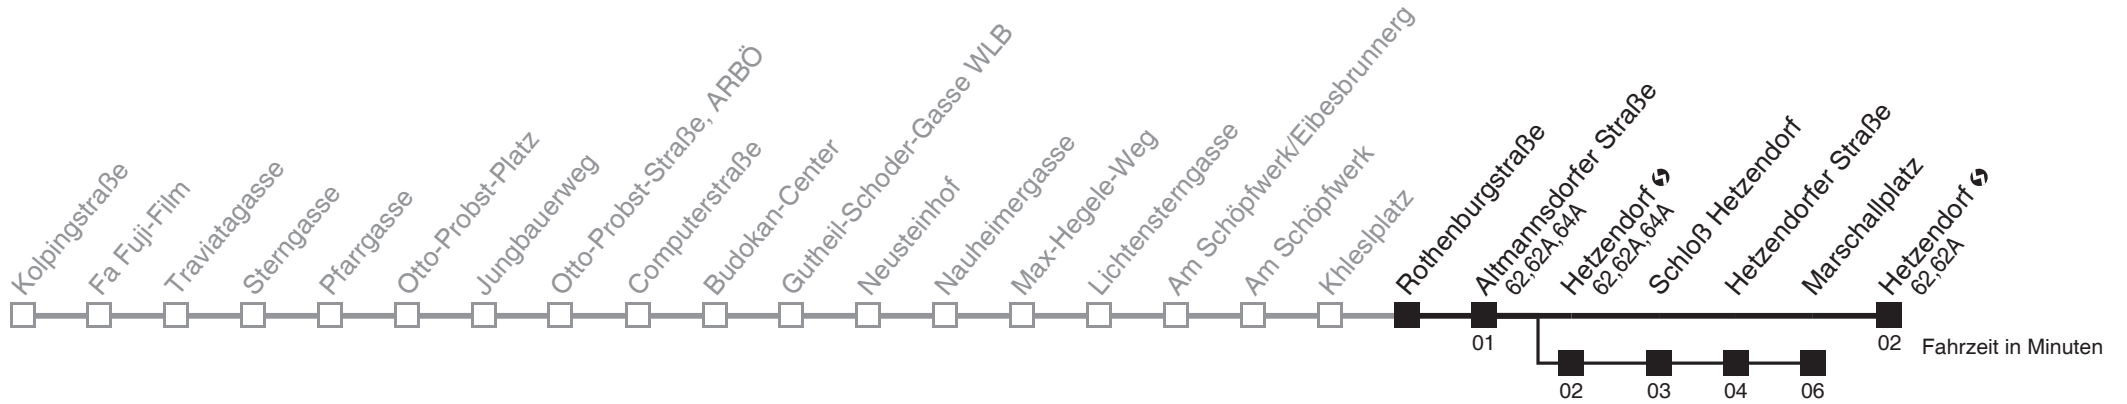 Kolpingstraße
Fa Fuji-Film
Traviatagasse
Sterngasse
Pfarrgasse
Otto-Probst-Platz
Jungbauerweg
Otto-Probst-Straße, ARBÖ
Computerstraße
Budokan-Center
Gutheil-Schoder-Gasse WLB
Neusteinhof
Nauheimergasse
Max-Hegele-Weg
Lichtensterngasse
Am Schöpfwerk/Eibesbrunnerg
Am Schöpfwerk
Khleslplatz
Rothenburgstraße
Altmannsdorfer Straße
62,62A,64A
Hetzendorf
62,62A,64A
Schloß Hetzendorf
Hetzendorfer Straße
Marschallplatz
Hetzendorf
62,62A
01
02
Fahrzeit in Minuten
02
03
04
06